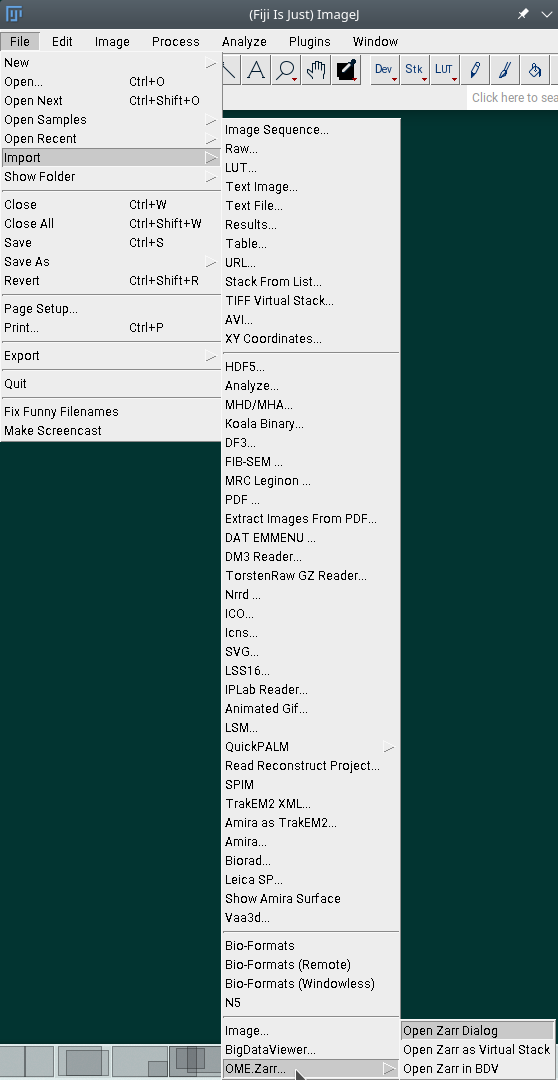 (Fiji Is Just) ImageJ
File Edit Image Process Analyze Plugins Window
New
Open... Ctrl+O
Open Next Ctrl+Shift+O
Open Samples
Open Recent
Import
Show Folder
Close Ctrl+W
Close All Ctrl+Shift+W
Save Ctrl+S
Save As
Revert Ctrl+Shift+R
Page Setup...
Print... Ctrl+P
Export
Quit
Fix Funny Filenames
Make Screencast
A Dev Stk LUT
Click here to sea
Image Sequence...
Raw...
LUT...
Text Image...
Text File...
Results...
Table...
URL...
Stack From List...
TIFF Virtual Stack...
AVI...
XY Coordinates...
HDF5...
Analyze...
MHD/MHA...
Koala Binary...
DF3...
FIB-SEM ...
MRC Leginon ...
PDF ...
Extract Images From PDF...
DAT EMMENU ...
DM3 Reader...
TorstenRaw GZ Reader...
Nrrd ...
ICO...
Icns...
SVG...
LSS16...
IPLab Reader...
Animated Gif...
LSM...
QuickPALM
Read Reconstruct Project...
SPIM
TrakEM2 XML...
Amira as TrakEM2...
Amira...
Biorad...
Leica SP...
Show Amira Surface
Vaa3d...
Bio-Formats
Bio-Formats (Remote)
Bio-Formats (Windowless)
N5
Image...
BigDataViewer...
OME.Zarr...
Open Zarr Dialog
Open Zarr as Virtual Stack
Open Zarr in BDV